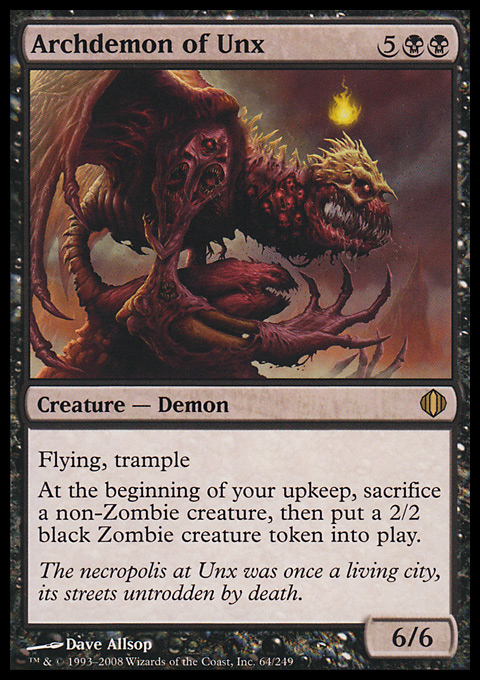 Archdemon of Unx 5
Creature — Demon
Flying, trample
At the beginning of your upkeep, sacrifice
a non-Zombie creature, then put a 2/2
black Zombie creature token into play.
The necropolis at Unx was once a living city,
its streets untrodden by death.
Dave Allsop
6/6
™ & © 1993–2008 Wizards of the Coast, Inc. 64/249